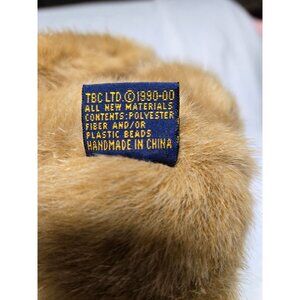 TBC LTD.©1990-00
ALL NEW MATERIALS
CONTENTS: POLYESTER
FIBER AND/OR
PLASTIC BEADS
HANDMADE IN CHINA